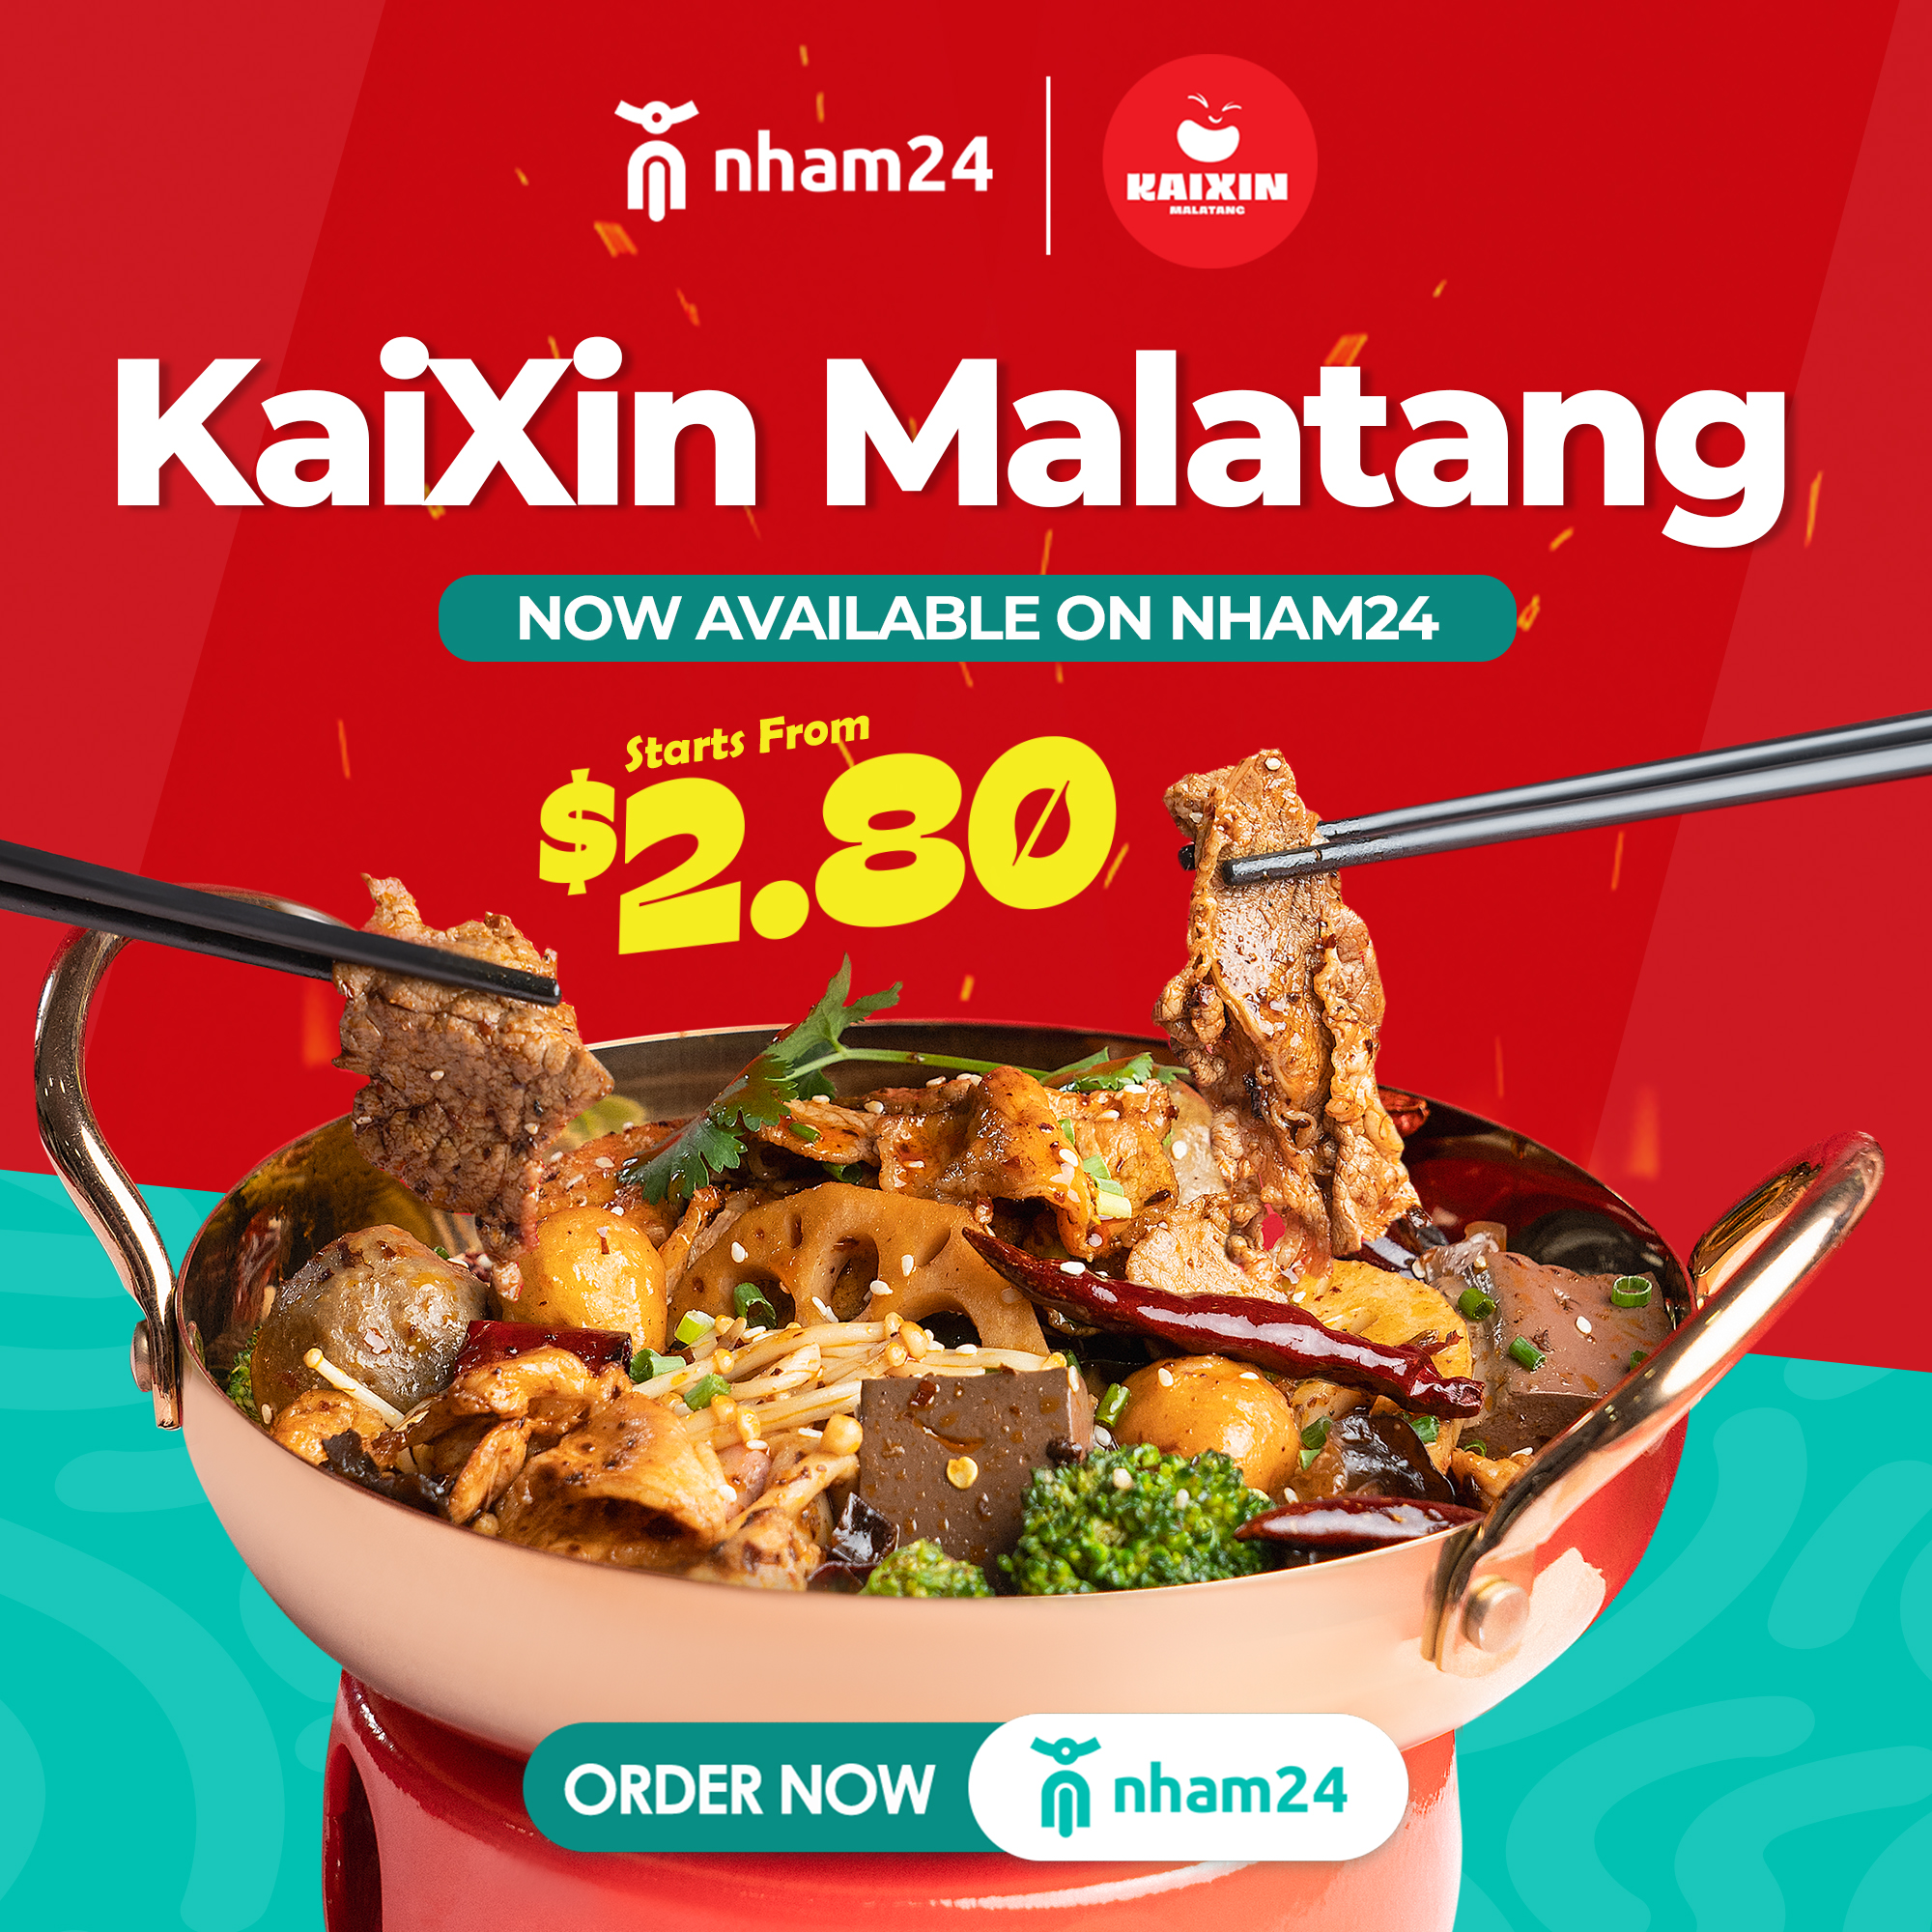 nham24
KAIXIN
MALATANG
KaiXin Malatang
NOW AVAILABLE ON NHAM24
Starts From
$2.80
ORDER NOW nham24